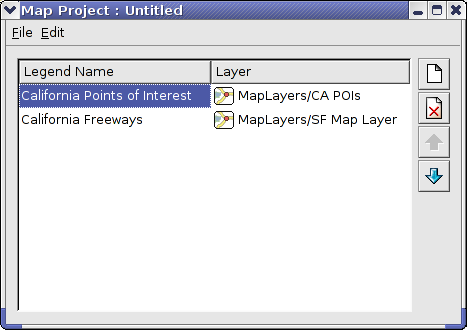 Map Project : Untitled
File Edit
Legend Name Layer
California Points of Interest MapLayers/CA POIs
California Freeways MapLayers/SF Map Layer